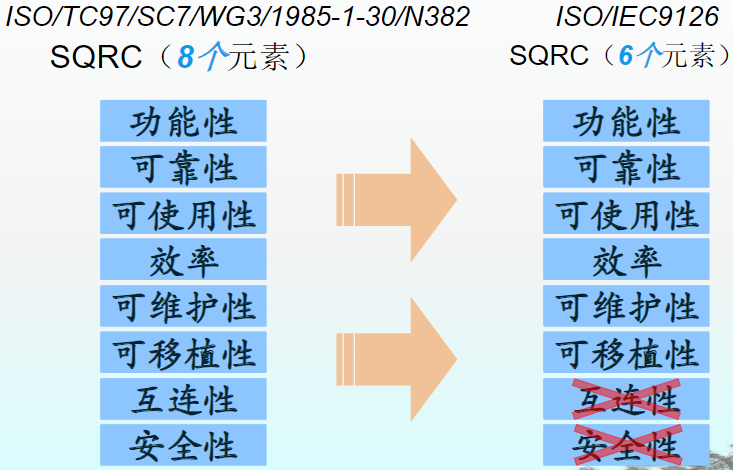 ISO/TC97/SC7/WG3/1985-1-30/N382
SQRC（8个元素）
功能性
可靠性
可使用性
效率
可维护性
可移植性
互连性
安全性
ISO/IEC9126
SQRC（6个元素）
功能性
可靠性
可使用性
效率
可维护性
可移植性
互连性
安全性